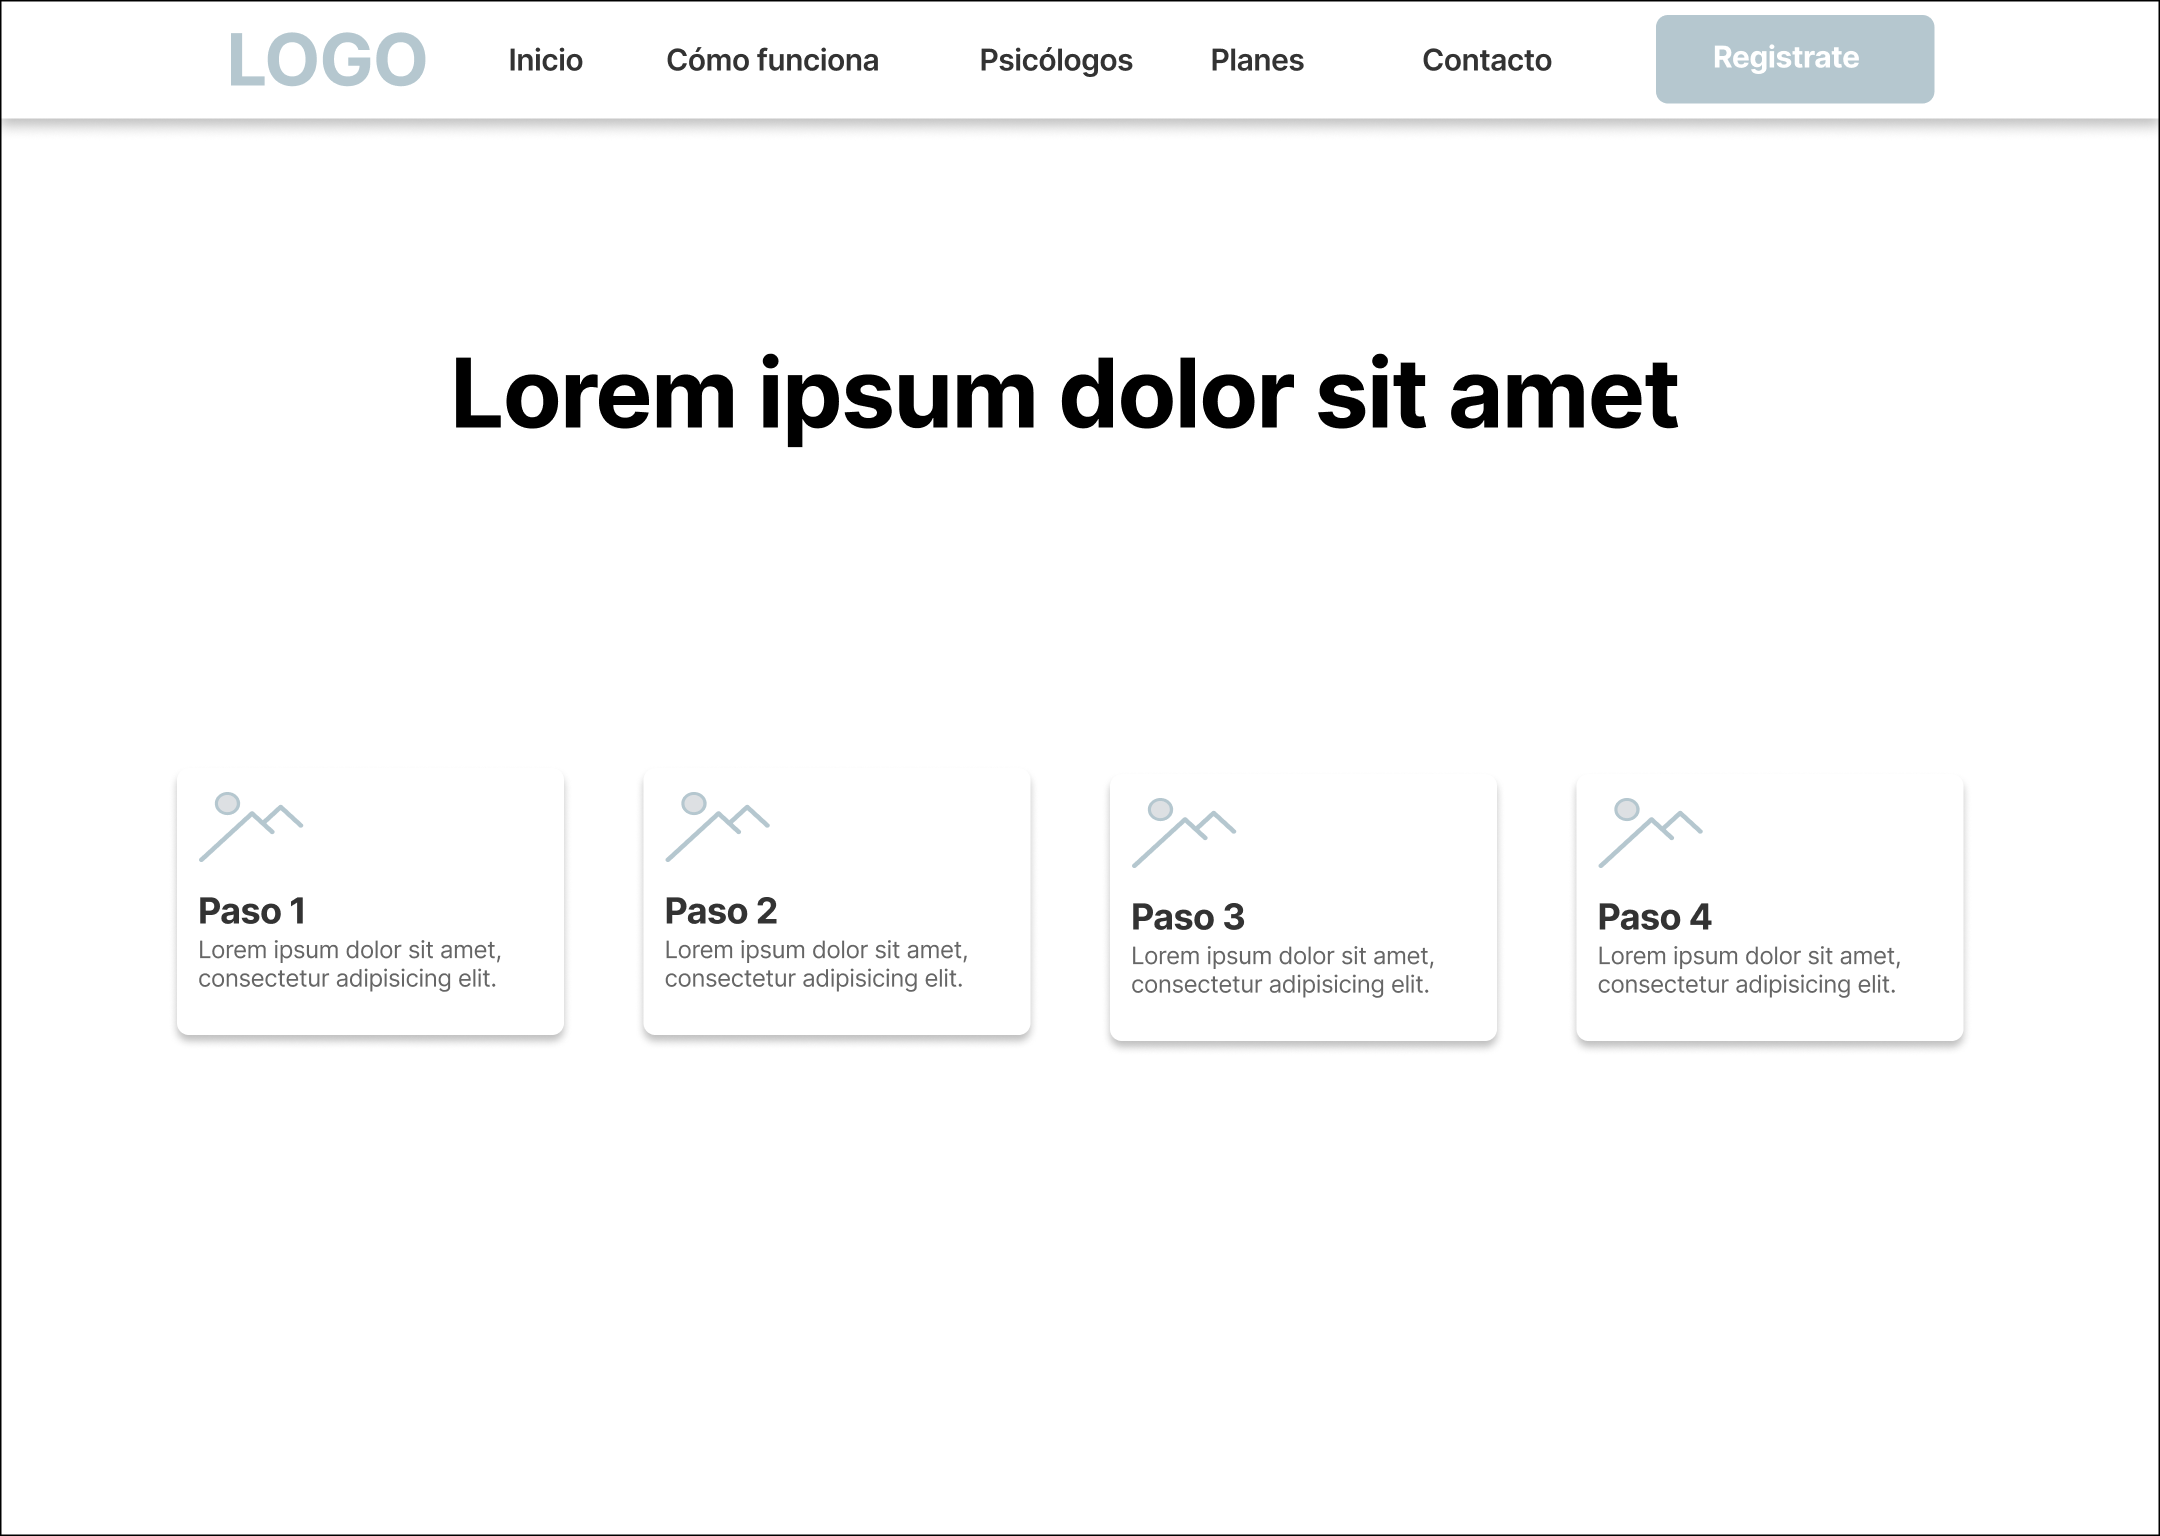 LOGO
Inicio
Cómo funciona
Psicólogos
Planes
Contacto
Registrate
Lorem ipsum dolor sit amet
Paso 1
Lorem ipsum dolor sit amet,
consectetur adipisicing elit.
Paso 2
Lorem ipsum dolor sit amet,
consectetur adipisicing elit.
Paso 3
Lorem ipsum dolor sit amet,
consectetur adipisicing elit.
Paso 4
Lorem ipsum dolor sit amet,
consectetur adipisicing elit.